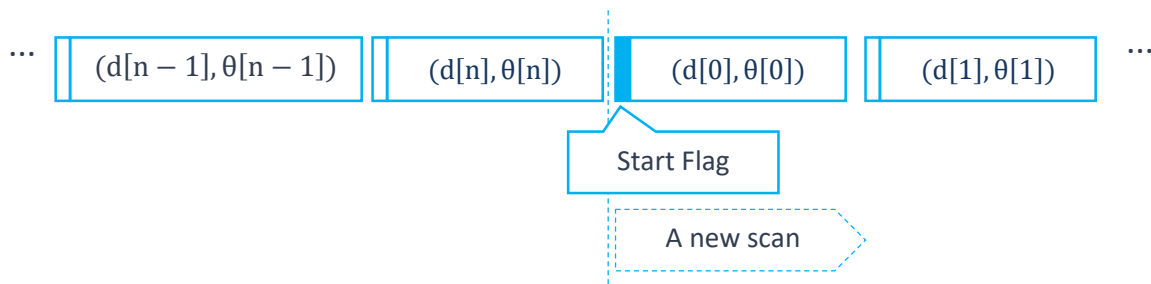 ... (d[n − 1], θ[n − 1]) (d[n], θ[n]) (d[0], θ[0]) (d[1], θ[1]) ...
Start Flag
A new scan